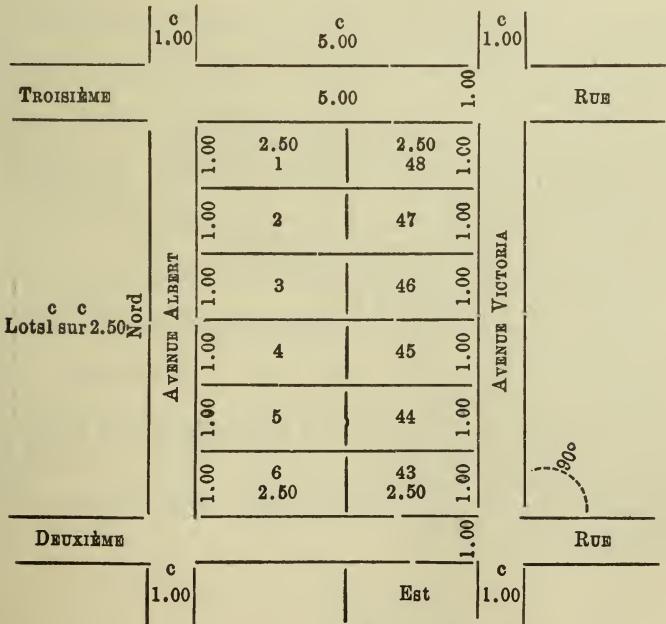 c c c
1.00 5.00 1.00
TROISIÈME 5.00 1.00 RUE
1.00 2.50 2.50 1.00
1 48
1.00 2 47 1.00
1.00 3 46 1.00
c c
Lots1 sur 2.50
Nord
AVENUE ALBERT
AVENUE VICTORIA
1.00 4 45 1.00
1.00 5 44 1.00
90°
1.00 6 43 1.00
2.50 2.50
DEUXIÈME 1.00 RUE
c c
1.00 Est 1.00